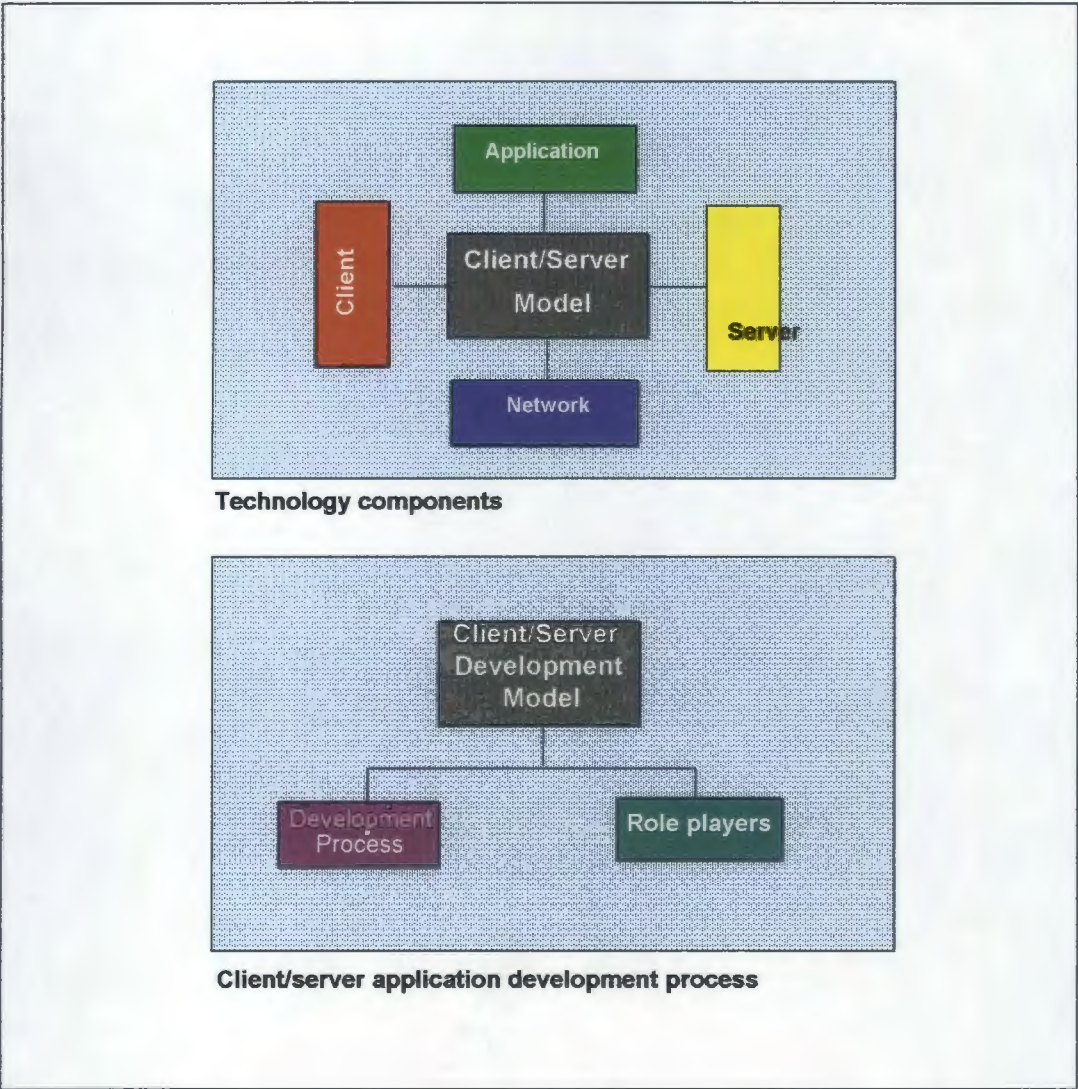 Application
Client
Client/Server
Model
Server
Network
Technology components
Client/Server
Development
Model
Development
Process
Role players
Client/server application development process